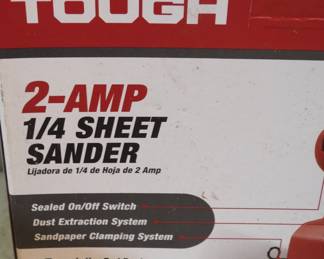 TOUGH
2-AMP
1/4 SHEET
SANDER
Lijadora de 1/4 de Hoja de 2 Amp
Sealed On/Off Switch
Dust Extraction System
Sandpaper Clamping System